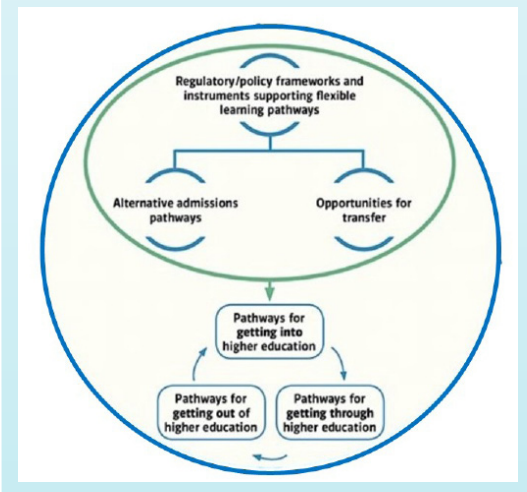 Regulatory/policy frameworks and
instruments supporting flexible
learning pathways
Alternative admissions
pathways
Opportunities for
transfer
Pathways for
getting into
higher education
Pathways for
getting out of
higher education
Pathways for
getting through
higher education